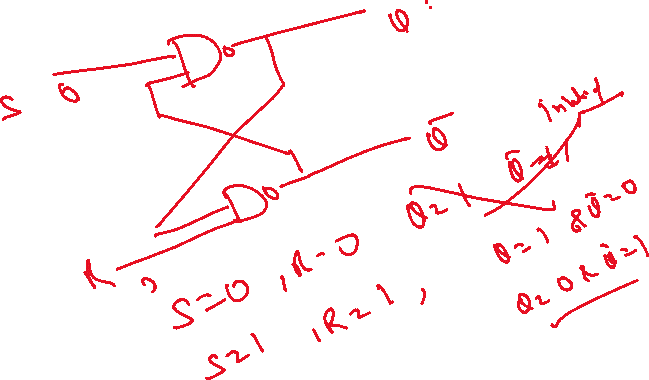 Q
S 0
Q̄
invalid
Q=1 Q̄=1
Q=1 & Q̄=0
Q=0 & Q̄=1
R 0
S=0, R=0
S=1, R=1,